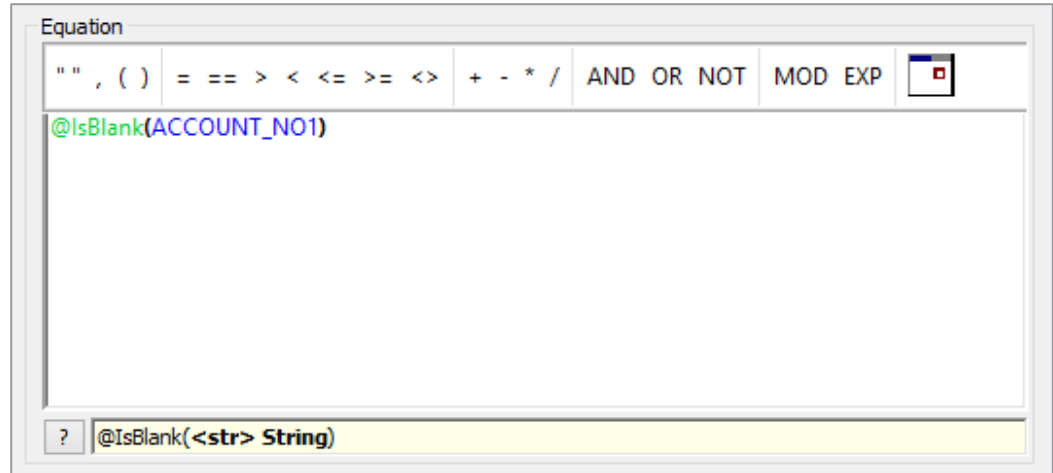 Equation
" " , ( ) = == > < <= >= <> + - * / AND OR NOT MOD EXP
@IsBlank(ACCOUNT_NO1)
? @IsBlank(<str> String)